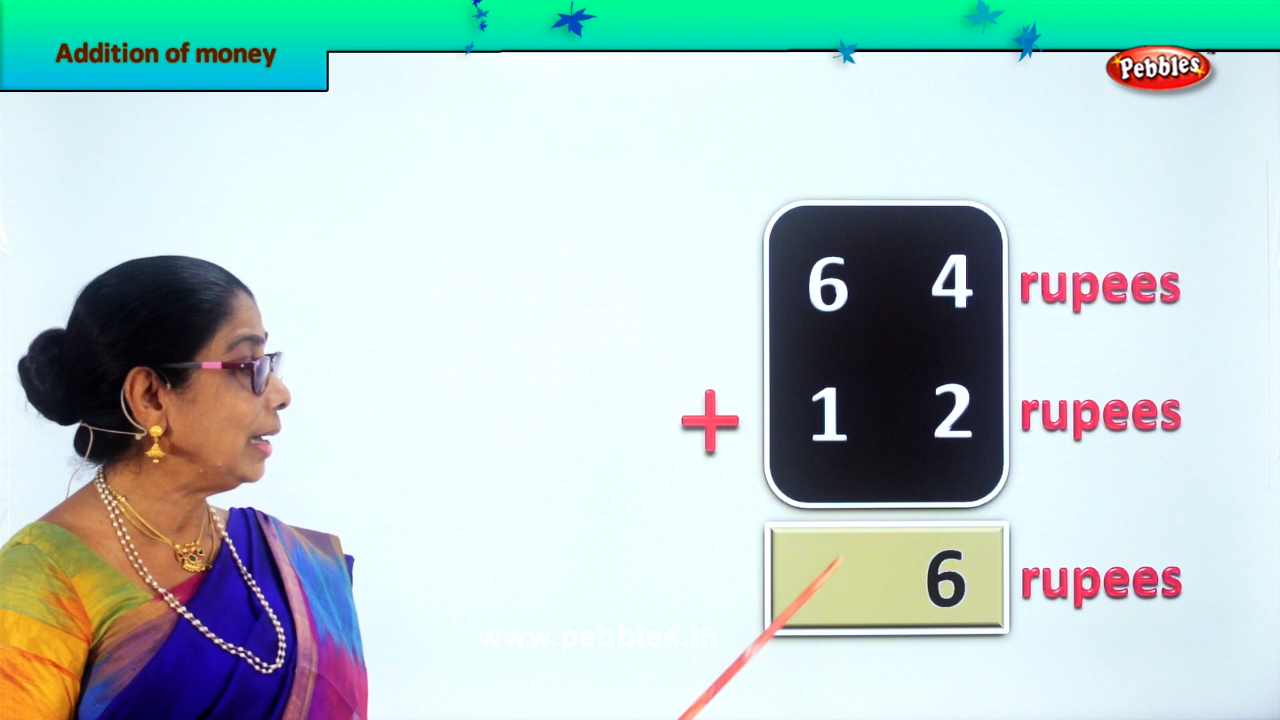 Addition of money
Pebbles
6 4 rupees
+ 1 2 rupees
6 rupees
www.pebbles.in